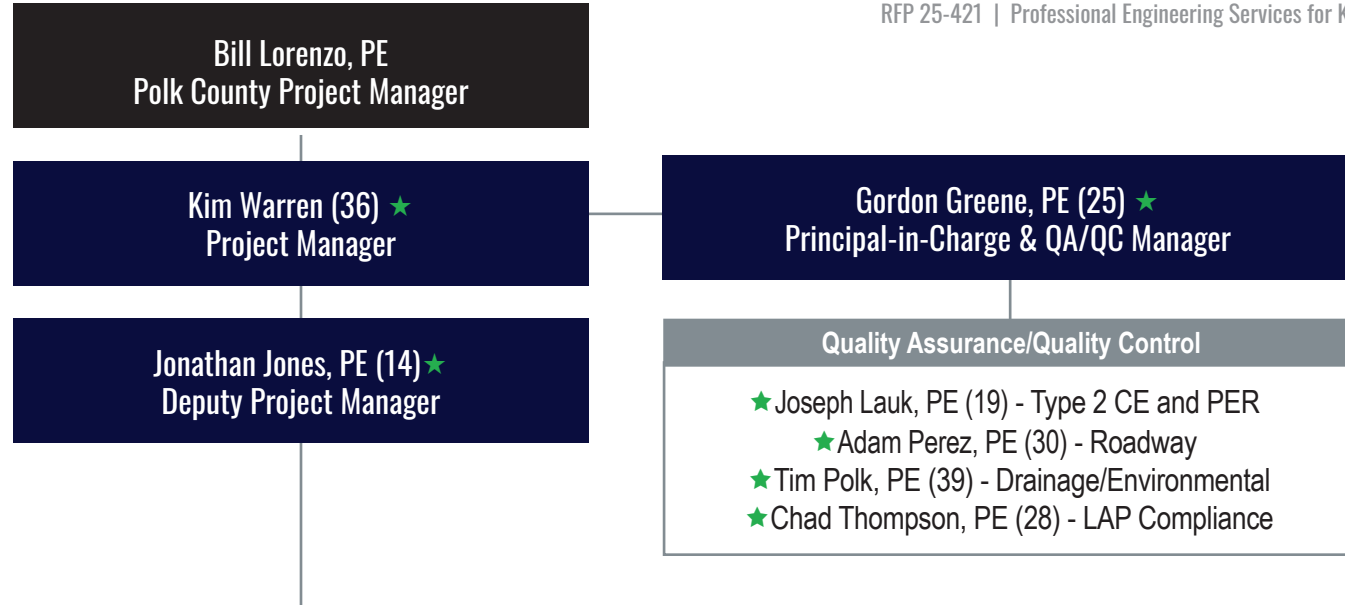 RFP 25-421 | Professional Engineering Services for K
Bill Lorenzo, PE
Polk County Project Manager
Kim Warren (36) ★
Project Manager
Gordon Greene, PE (25) ★
Principal-in-Charge & QA/QC Manager
Jonathan Jones, PE (14)★
Deputy Project Manager
Quality Assurance/Quality Control
★Joseph Lauk, PE (19) - Type 2 CE and PER
★Adam Perez, PE (30) - Roadway
★Tim Polk, PE (39) - Drainage/Environmental
★Chad Thompson, PE (28) - LAP Compliance